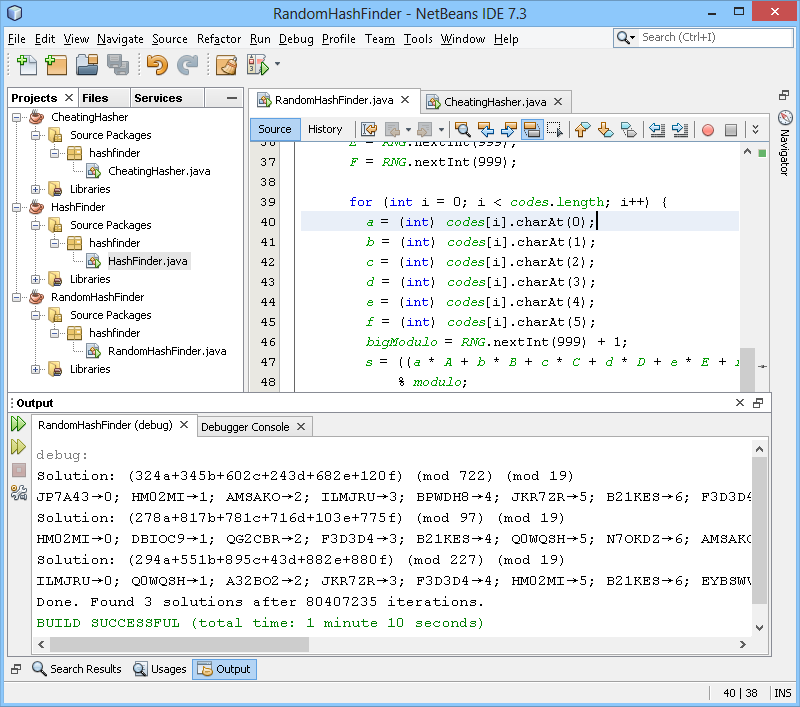 RandomHashFinder - NetBeans IDE 7.3
File Edit View Navigate Source Refactor Run Debug Profile Team Tools Window Help
Search (Ctrl+I)
Projects Files Services
CheatingHasher
Source Packages
hashfinder
CheatingHasher.java
Libraries
HashFinder
Source Packages
hashfinder
HashFinder.java
Libraries
RandomHashFinder
Source Packages
hashfinder
RandomHashFinder.java
Libraries
RandomHashFinder.java CheatingHasher.java
Source History
Navigator
36 E = RNG.nextInt(999);
37 F = RNG.nextInt(999);
38
39 for (int i = 0; i < codes.length; i++) {
40 a = (int) codes[i].charAt(0);
41 b = (int) codes[i].charAt(1);
42 c = (int) codes[i].charAt(2);
43 d = (int) codes[i].charAt(3);
44 e = (int) codes[i].charAt(4);
45 f = (int) codes[i].charAt(5);
46 bigModulo = RNG.nextInt(999) + 1;
47 s = ((a * A + b * B + c * C + d * D + e * E +
48 % modulo;
Output
RandomHashFinder (debug) Debugger Console
debug:
Solution: (324a+345b+602c+243d+682e+120f) (mod 722) (mod 19)
JP7A43→0; HM02MI→1; AMSAKO→2; ILMJRU→3; BPWDH8→4; JKR7ZR→5; B21KES→6; F3D3D4
Solution: (278a+817b+781c+716d+103e+775f) (mod 97) (mod 19)
HM02MI→0; DBIOC9→1; QG2CBR→2; F3D3D4→3; B21KES→4; Q0WQSH→5; N7OKDZ→6; AMSAKO
Solution: (294a+551b+895c+43d+882e+880f) (mod 227) (mod 19)
ILMJRU→0; Q0WQSH→1; A32BO2→2; JKR7ZR→3; F3D3D4→4; HM02MI→5; B21KES→6; EYBSWV
Done. Found 3 solutions after 80407235 iterations.
BUILD SUCCESSFUL (total time: 1 minute 10 seconds)
Search Results Usages Output
40 | 38 INS